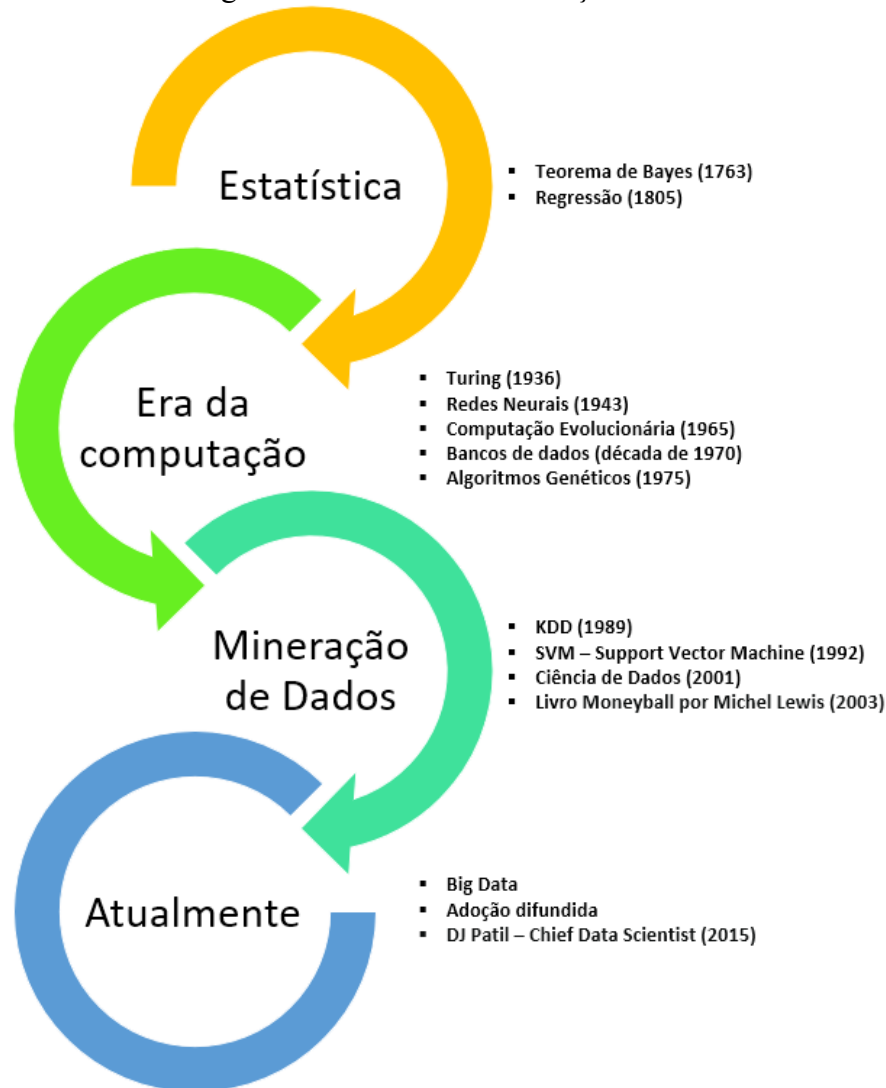 Estatística
▪ Teorema de Bayes (1763)
▪ Regressão (1805)
Era da
computação
▪ Turing (1936)
▪ Redes Neurais (1943)
▪ Computação Evolucionária (1965)
▪ Bancos de dados (década de 1970)
▪ Algoritmos Genéticos (1975)
Mineração
de Dados
▪ KDD (1989)
▪ SVM – Support Vector Machine (1992)
▪ Ciência de Dados (2001)
▪ Livro Moneyball por Michel Lewis (2003)
Atualmente
▪ Big Data
▪ Adoção difundida
▪ DJ Patil – Chief Data Scientist (2015)